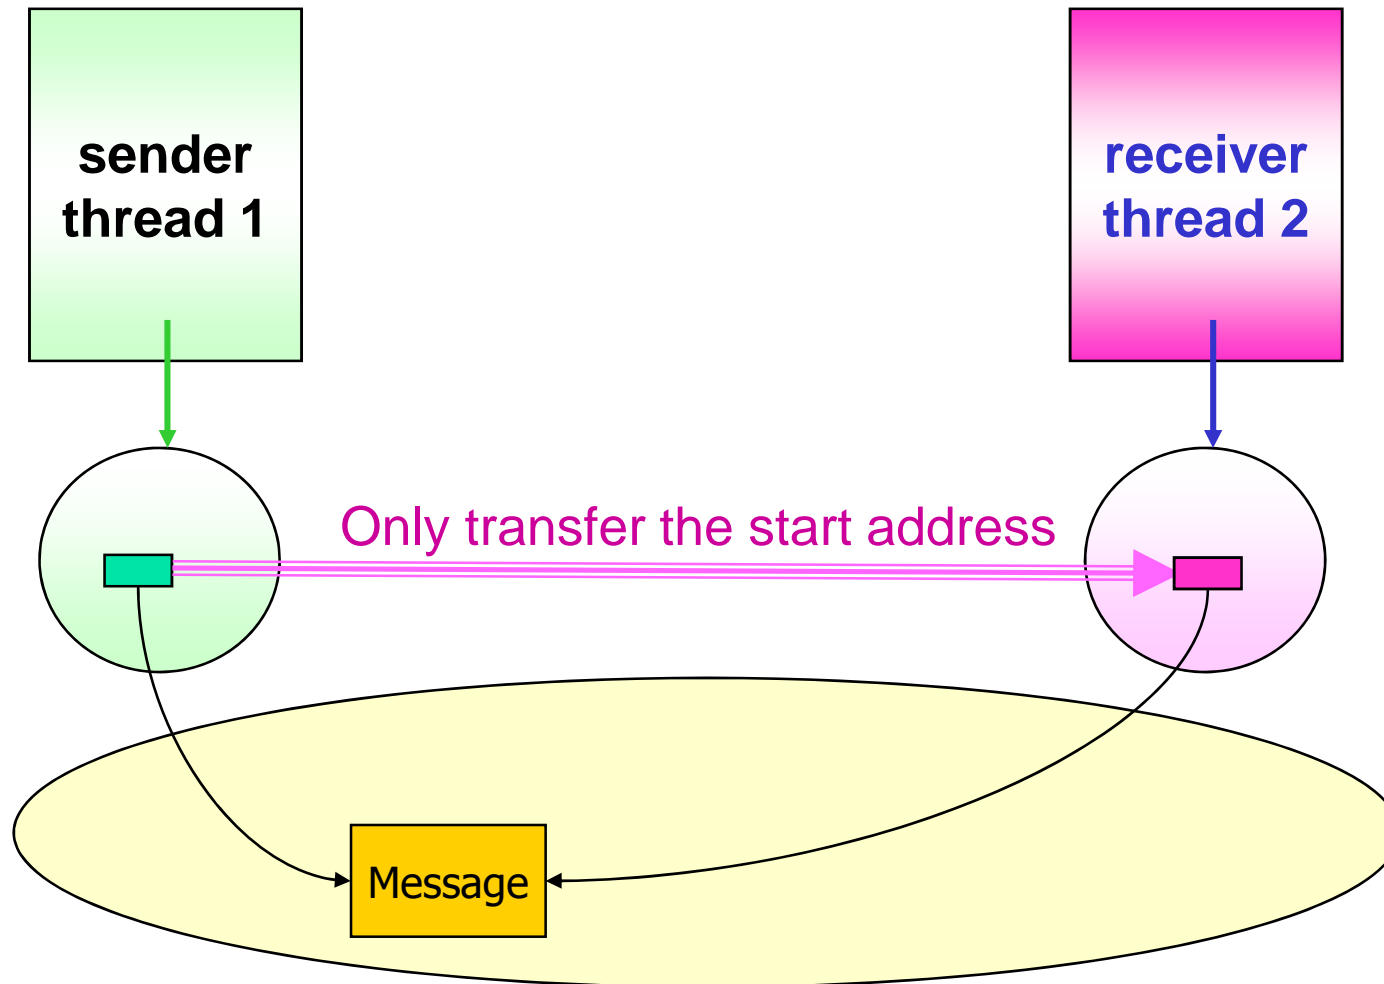 sender
thread 1
receiver
thread 2
Only transfer the start address
Message